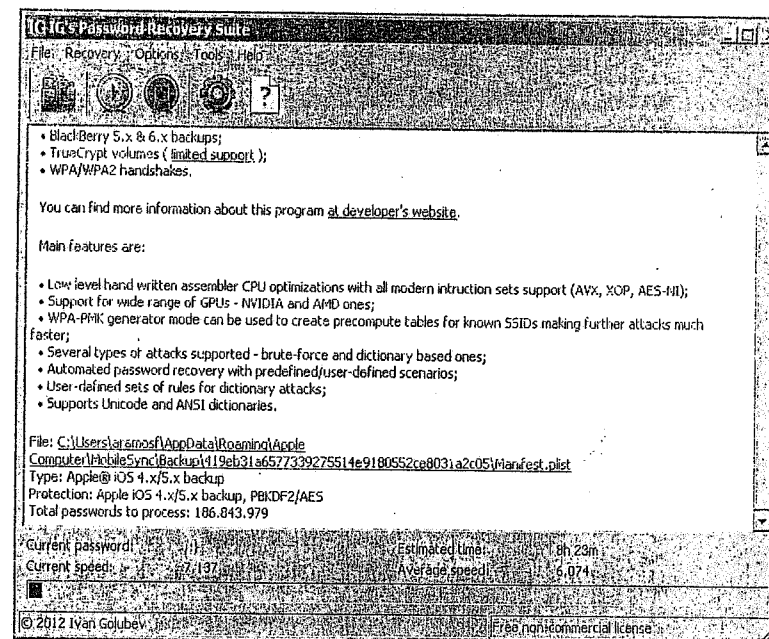 IG IG's Password Recovery Suite
File Recovery Options Tools Help
?
• BlackBerry 5.x & 6.x backups;
• TrueCrypt volumes ( limited support );
• WPA/WPA2 handshakes.
You can find more information about this program at developer's website.
Main features are:
• Low level hand written assembler CPU optimizations with all modern intruction sets support (AVX, XOP, AES-NI);
• Support for wide range of GPUs - NVIDIA and AMD ones;
• WPA-PMK generator mode can be used to create precompute tables for known SSIDs making further attacks much
faster;
• Several types of attacks supported - brute-force and dictionary based ones;
• Automated password recovery with predefined/user-defined scenarios;
• User-defined sets of rules for dictionary attacks;
• Supports Unicode and ANSI dictionaries.
File: C:\Users\aramosf\AppData\Roaming\Apple
Computer\MobileSync\Backup\419eb31a6577339275514e9180552ce8031a2c05\Manifest.plist
Type: Apple® iOS 4.x/5.x backup
Protection: Apple iOS 4.x/5.x backup, PBKDF2/AES
Total passwords to process: 186.843.979
Current password: Estimated time: 8h 23m
Current speed: 7.137 Average speed: 6.074
© 2012 Ivan Golubev Free non-commercial license